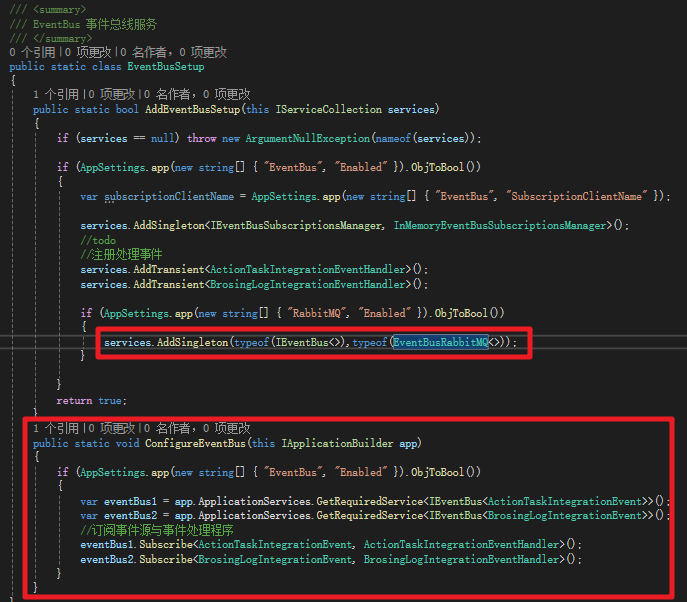 /// <summary>
/// EventBus 事件总线服务
/// </summary>
0 个引用 | 0 项更改 | 0 名作者，0 项更改
public static class EventBusSetup
{
1 个引用 | 0 项更改 | 0 名作者，0 项更改
public static bool AddEventBusSetup(this IServiceCollection services)
{
if (services == null) throw new ArgumentNullException(nameof(services));
if (AppSettings.app(new string[] { "EventBus", "Enabled" }).ObjToBool())
{
var subscriptionClientName = AppSettings.app(new string[] { "EventBus", "SubscriptionClientName" });
services.AddSingleton<IEventBusSubscriptionsManager, InMemoryEventBusSubscriptionsManager>();
//todo
//注册处理事件
services.AddTransient<ActionTaskIntegrationEventHandler>();
services.AddTransient<BrosingLogIntegrationEventHandler>();
if (AppSettings.app(new string[] { "RabbitMQ", "Enabled" }).ObjToBool())
{
services.AddSingleton(typeof(IEventBus<>),typeof(EventBusRabbitMQ<>));
}
}
return true;
}
1 个引用 | 0 项更改 | 0 名作者，0 项更改
public static void ConfigureEventBus(this IApplicationBuilder app)
{
if (AppSettings.app(new string[] { "EventBus", "Enabled" }).ObjToBool())
{
var eventBus1 = app.ApplicationServices.GetRequiredService<IEventBus<ActionTaskIntegrationEvent>>();
var eventBus2 = app.ApplicationServices.GetRequiredService<IEventBus<BrosingLogIntegrationEvent>>();
//订阅事件源与事件处理程序
eventBus1.Subscribe<ActionTaskIntegrationEvent, ActionTaskIntegrationEventHandler>();
eventBus2.Subscribe<BrosingLogIntegrationEvent, BrosingLogIntegrationEventHandler>();
}
}